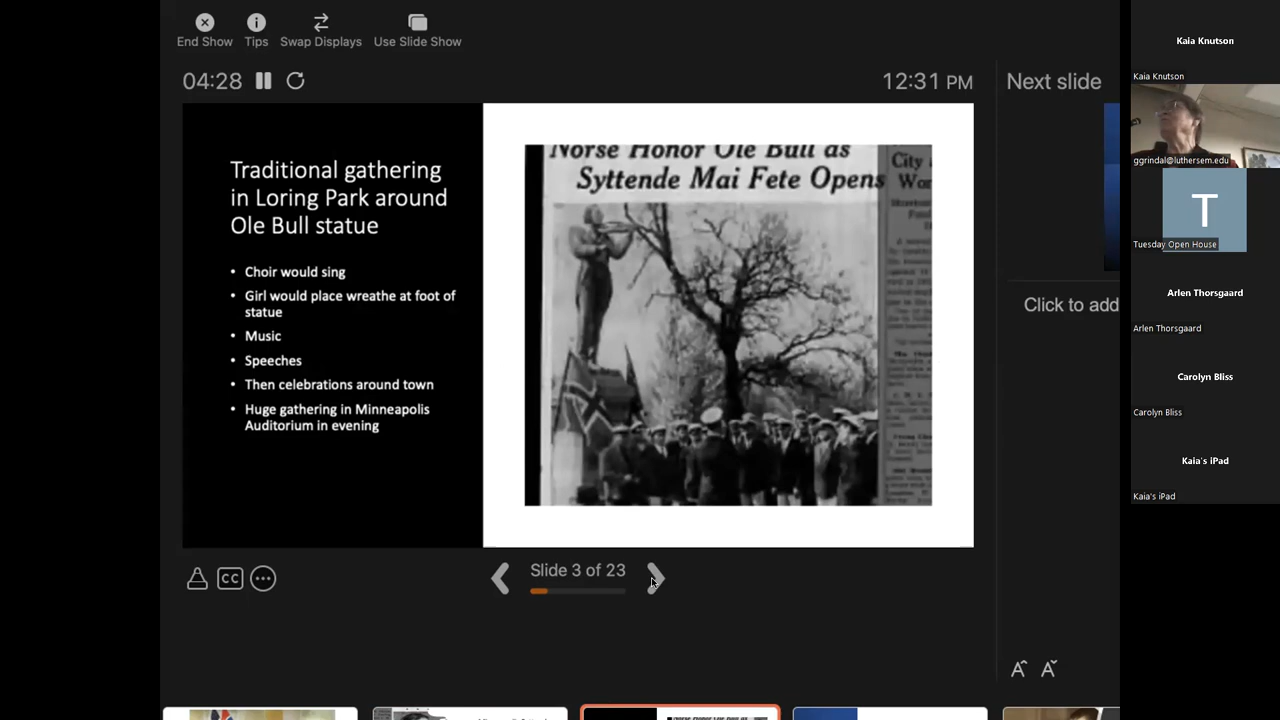 End Show
Tips
Swap Displays
Use Slide Show
04:28
12:31 PM
Next slide
Traditional gathering
in Loring Park around
Ole Bull statue
• Choir would sing
• Girl would place wreathe at foot of
statue
• Music
• Speeches
• Then celebrations around town
• Huge gathering in Minneapolis
Auditorium in evening
Norse Honor Ole Bull as
Syttende Mai Fete Opens
City
Click to add
CC
Slide 3 of 23
A A
Kaia Knutson
Kaia Knutson
ggrindal@luthersem.edu
T
Tuesday Open House
Arlen Thorsgaard
Arlen Thorsgaard
Carolyn Bliss
Carolyn Bliss
Kaia's iPad
Kaia's iPad